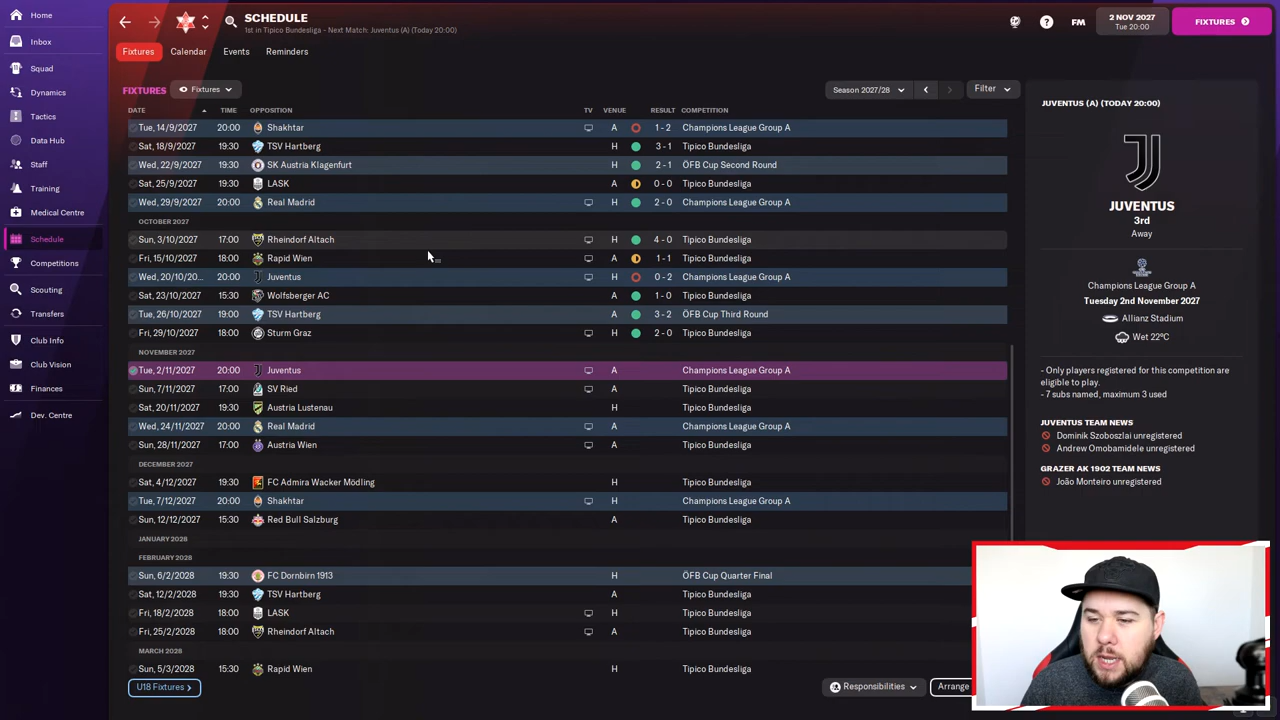 Home
Inbox
Squad
Dynamics
Tactics
Data Hub
Staff
Training
Medical Centre
Schedule
Competitions
Scouting
Transfers
Club Info
Club Vision
Finances
Dev. Centre
SCHEDULE
1st in Tipico Bundesliga - Next Match: Juventus (A) (Today 20:00)
FM
2 NOV 2027
Tue 20:00
FIXTURES
Fixtures Calendar Events Reminders
FIXTURES Fixtures Season 2027/28 Filter
DATE TIME OPPOSITION TV VENUE RESULT COMPETITION
Tue, 14/9/2027 20:00 Shakhtar A 1 - 2 Champions League Group A
Sat, 18/9/2027 19:30 TSV Hartberg H 3 - 1 Tipico Bundesliga
Wed, 22/9/2027 19:30 SK Austria Klagenfurt H 2 - 1 ÖFB Cup Second Round
Sat, 25/9/2027 19:30 LASK A 0 - 0 Tipico Bundesliga
Wed, 29/9/2027 20:00 Real Madrid H 2 - 0 Champions League Group A
OCTOBER 2027
Sun, 3/10/2027 17:00 Rheindorf Altach H 4 - 0 Tipico Bundesliga
Fri, 15/10/2027 18:00 Rapid Wien A 1 - 1 Tipico Bundesliga
Wed, 20/10/20... 20:00 Juventus H 0 - 2 Champions League Group A
Sat, 23/10/2027 15:30 Wolfsberger AC A 1 - 0 Tipico Bundesliga
Tue, 26/10/2027 19:00 TSV Hartberg A 3 - 2 ÖFB Cup Third Round
Fri, 29/10/2027 18:00 Sturm Graz H 2 - 0 Tipico Bundesliga
NOVEMBER 2027
Tue, 2/11/2027 20:00 Juventus A Champions League Group A
Sun, 7/11/2027 17:00 SV Ried A Tipico Bundesliga
Sat, 20/11/2027 19:30 Austria Lustenau H Tipico Bundesliga
Wed, 24/11/2027 20:00 Real Madrid A Champions League Group A
Sun, 28/11/2027 17:00 Austria Wien A Tipico Bundesliga
DECEMBER 2027
Sat, 4/12/2027 19:30 FC Admira Wacker Mödling H Tipico Bundesliga
Tue, 7/12/2027 20:00 Shakhtar H Champions League Group A
Sun, 12/12/2027 15:30 Red Bull Salzburg A Tipico Bundesliga
JANUARY 2028
FEBRUARY 2028
Sun, 6/2/2028 19:30 FC Dornbirn 1913 H ÖFB Cup Quarter Final
Sat, 12/2/2028 19:30 TSV Hartberg A Tipico Bundesliga
Fri, 18/2/2028 18:00 LASK H Tipico Bundesliga
Fri, 25/2/2028 18:00 Rheindorf Altach A Tipico Bundesliga
MARCH 2028
Sun, 5/3/2028 15:30 Rapid Wien H Tipico Bundesliga
U18 Fixtures Responsibilities Arrange
JUVENTUS (A) (TODAY 20:00)
JUVENTUS
3rd
Away
Champions League Group A
Tuesday 2nd November 2027
Allianz Stadium
Wet 22°C
- Only players registered for this competition are
eligible to play.
- 7 subs named, maximum 3 used
JUVENTUS TEAM NEWS
Dominik Szoboszlai unregistered
Andrew Omobamidele unregistered
GRAZER AK 1902 TEAM NEWS
João Monteiro unregistered